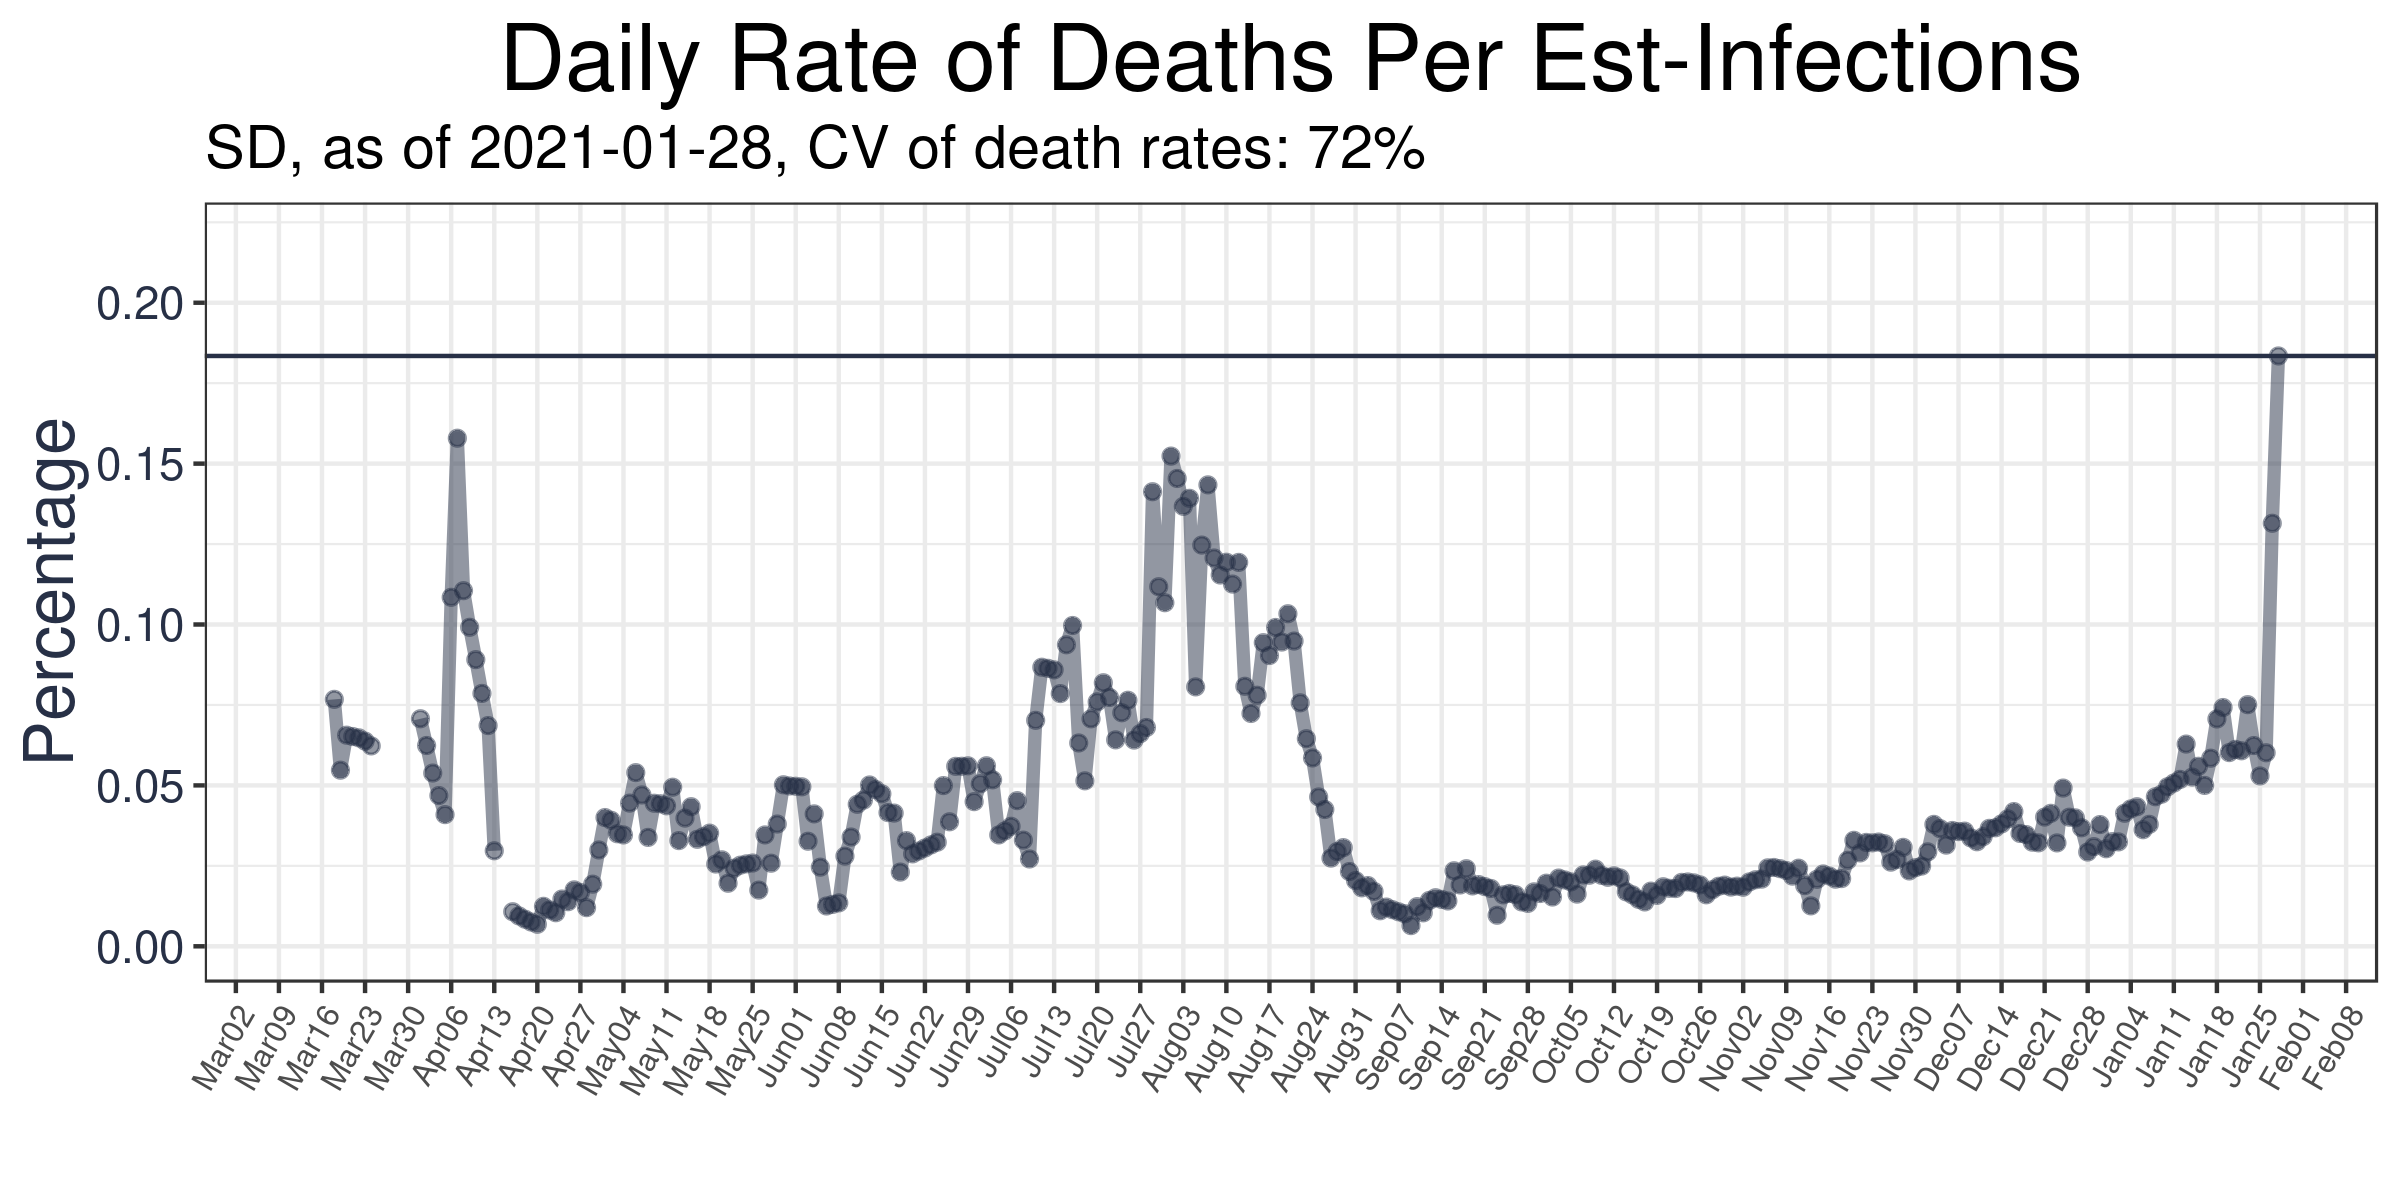 Daily Rate of Deaths Per Est-Infections
SD, as of 2021-01-28, CV of death rates: 72%
Percentage
0.20
0.15
0.10
0.05
0.00
Mar02 Mar09 Mar16 Mar23 Mar30 Apr06 Apr13 Apr20 Apr27 May04 May11 May18 May25 Jun01 Jun08 Jun15 Jun22 Jun29 Jul06 Jul13 Jul20 Jul27 Aug03 Aug10 Aug17 Aug24 Aug31 Sep07 Sep14 Sep21 Sep28 Oct05 Oct12 Oct19 Oct26 Nov02 Nov09 Nov16 Nov23 Nov30 Dec07 Dec14 Dec21 Dec28 Jan04 Jan11 Jan18 Jan25 Feb01 Feb08